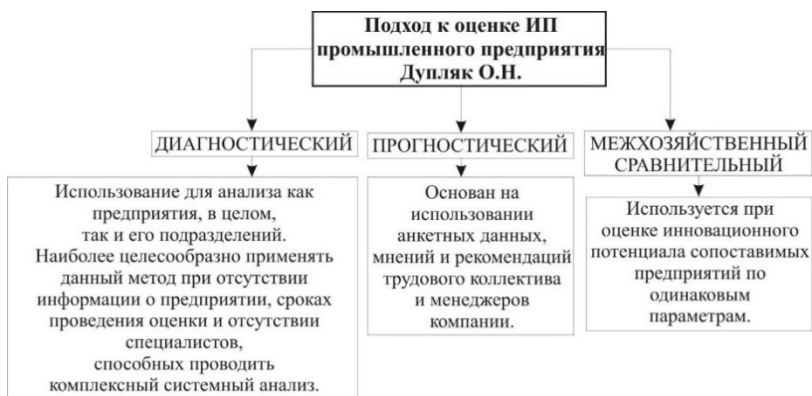 Подход к оценке ИП
промышленного предприятия
Дупляк О.Н.
ДИАГНОСТИЧЕСКИЙ
Использование для анализа как
предприятия, в целом,
так и его подразделений.
Наиболее целесообразно применять
данный метод при отсутствии
информации о предприятии, сроках
проведения оценки и отсутствии
специалистов,
способных проводить
комплексный системный анализ.
ПРОГНОСТИЧЕСКИЙ
Основан на
использовании
анкетных данных,
мнений и рекомендаций
трудового коллектива
и менеджеров
компании.
МЕЖХОЗЯЙСТВЕННЫЙ
СРАВНИТЕЛЬНЫЙ
Используется при
оценке инновационного
потенциала сопоставимых
предприятий по
одинаковым
параметрам.